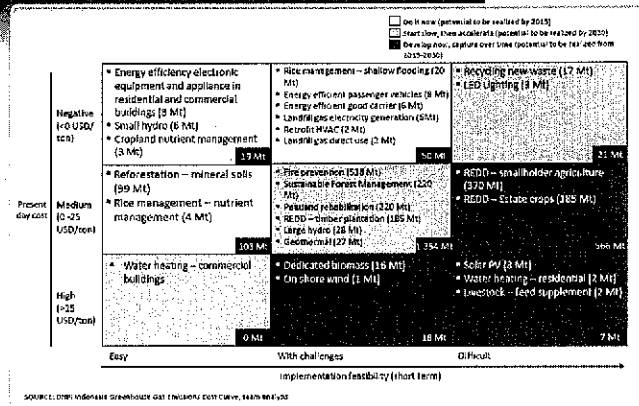 Do it now (potential to be realized by 2015)
Start slow, then accelerate (potential to be realized by 2020)
Develop now, capture over time (potential to be realized from
2015-2030)
Negative
(<0 USD/
ton)
Energy efficiency electronic
equipment and appliance in
residential and commercial
buildings (8 Mt)
Small hydro (6 Mt)
Cropland nutrient management
(3 Mt)
19 Mt
Rice management – shallow flooding (20
Mt)
Energy efficient passenger vehicles (8 Mt)
Energy efficient good carrier (6 Mt)
Landfill gas electricity generation (6Mt)
Retrofit HVAC (2 Mt)
Landfill gas direct use (2 Mt)
50 Mt
Recycling new waste (17 Mt)
LED Lighting (3 Mt)
21 Mt
Present
day cost
Medium
USD/ton)
Reforestation – mineral soils
(99 Mt)
Rice management – nutrient
management (4 Mt)
103 Mt
Fire prevention (518 Mt)
Sustainable Forest Management (220
Mt)
Peatland rehabilitation (220 Mt)
REDD – timber plantation (185 Mt)
Large hydro (28 Mt)
Geothermal (27 Mt)
REDD – smallholder agriculture
(370 Mt)
REDD – Estate crops (185 Mt)
566 Mt
High
USD/ton)
Water heating – commercial
buildings
0 Mt
Dedicated biomass (16 Mt)
On shore wind (1 Mt)
18 Mt
Solar PV (3 Mt)
Water heating – residential (2 Mt)
Livestock – feed supplement (2 Mt)
7 Mt
Easy
With challenges
Difficult
Implementation feasibility (short Term)
SOURCE: DNPI Indonesia Greenhouse Gas Emissions Cost Curve, team analysis